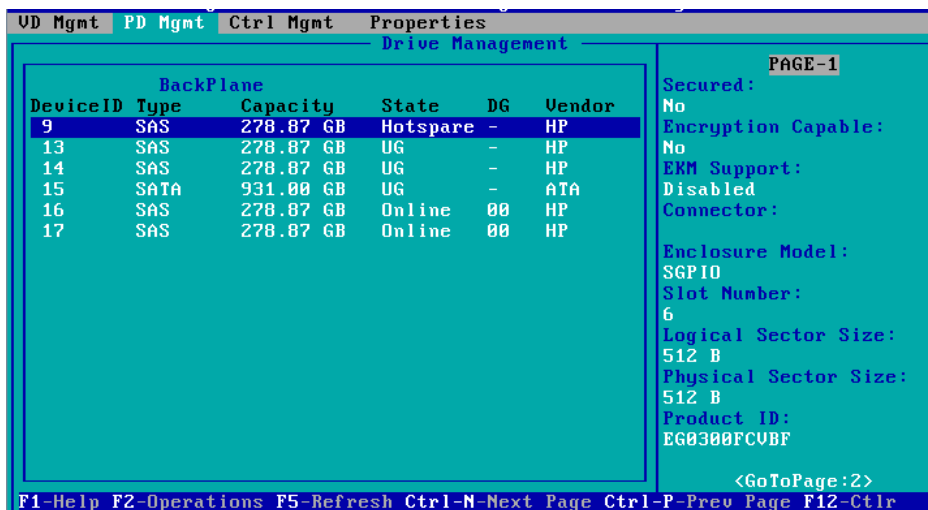 VD Mgmt PD Mgmt Ctrl Mgmt Properties
Drive Management
BackPlane
DeviceID Type Capacity State DG Vendor
9 SAS 278.87 GB Hotspare - HP
13 SAS 278.87 GB UG - HP
14 SAS 278.87 GB UG - HP
15 SATA 931.00 GB UG - ATA
16 SAS 278.87 GB Online 00 HP
17 SAS 278.87 GB Online 00 HP
PAGE-1
Secured:
No
Encryption Capable:
No
EKM Support:
Disabled
Connector:
Enclosure Model:
SGPIO
Slot Number:
6
Logical Sector Size:
512 B
Physical Sector Size:
512 B
Product ID:
EG0300FCVBF
<GoToPage:2>
F1-Help F2-Operations F5-Refresh Ctrl-N-Next Page Ctrl-P-Prev Page F12-Ctlr